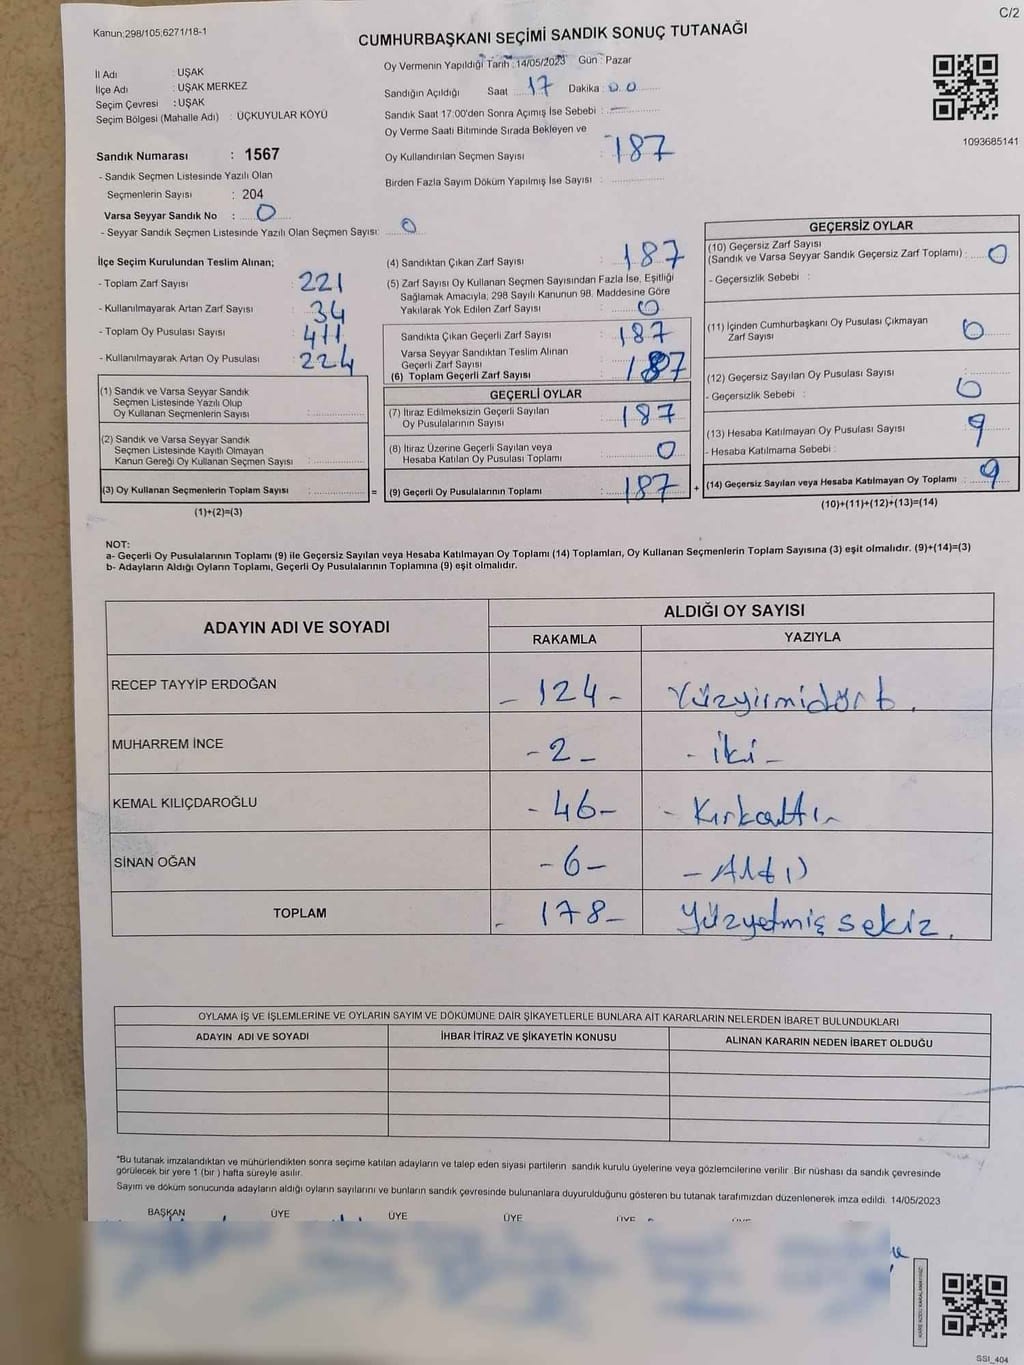 C/2
Kanun;298/105;6271/18-1
CUMHURBAŞKANI SEÇİMİ SANDIK SONUÇ TUTANAĞI
İl Adı : UŞAK
İlçe Adı : UŞAK MERKEZ
Seçim Çevresi : UŞAK
Seçim Bölgesi (Mahalle Adı) : ÜÇKUYULAR KÖYÜ
Oy Vermenin Yapıldığı Tarih :14/05/2023 Gün : Pazar
Sandığın Açıldığı Saat 17 Dakika : 00
Sandık Saat 17:00'den Sonra Açımış İse Sebebi : —
Oy Verme Saati Bitiminde Sırada Bekleyen ve
Oy Kullandırılan Seçmen Sayısı : 187
Birden Fazla Sayım Döküm Yapılmış İse Sayısı :
1093685141
Sandık Numarası : 1567
- Sandık Seçmen Listesinde Yazılı Olan
Seçmenlerin Sayısı : 204
Varsa Seyyar Sandık No : 0
- Seyyar Sandık Seçmen Listesinde Yazılı Olan Seçmen Sayısı: 0
İlçe Seçim Kurulundan Teslim Alınan;
- Toplam Zarf Sayısı : 221
- Kullanılmayarak Artan Zarf Sayısı : 34
- Toplam Oy Pusulası Sayısı : 411
- Kullanılmayarak Artan Oy Pusulası : 224
(1) Sandık ve Varsa Seyyar Sandık
Seçmen Listesinde Yazılı Olup
Oy Kullanan Seçmenlerin Sayısı :
(2) Sandık ve Varsa Seyyar Sandık
Seçmen Listesinde Kayıtlı Olmayan
Kanun Gereği Oy Kullanan Seçmen Sayısı :
(3) Oy Kullanan Seçmenlerin Toplam Sayısı : =
(1)+(2)=(3)
(4) Sandıktan Çıkan Zarf Sayısı : 187
(5) Zarf Sayısı Oy Kullanan Seçmen Sayısından Fazla İse, Eşitliği
Sağlamak Amacıyla; 298 Sayılı Kanunun 98. Maddesine Göre
Yakılarak Yok Edilen Zarf Sayısı : 0
Sandıkta Çıkan Geçerli Zarf Sayısı : 187
Varsa Seyyar Sandıktan Teslim Alınan
Geçerli Zarf Sayısı
(6) Toplam Geçerli Zarf Sayısı : 187
GEÇERLİ OYLAR
(7) İtiraz Edilmeksizin Geçerli Sayılan
Oy Pusulalarının Sayısı : 187
(8) İtiraz Üzerine Geçerli Sayılan veya
Hesaba Katılan Oy Pusulası Toplamı : 0
(9) Geçerli Oy Pusulalarının Toplamı : 187 +
GEÇERSİZ OYLAR
(10) Geçersiz Zarf Sayısı
(Sandık ve Varsa Seyyar Sandık Geçersiz Zarf Toplamı) : 0
- Geçersizlik Sebebi :
(11) İçinden Cumhurbaşkanı Oy Pusulası Çıkmayan
Zarf Sayısı : 0
(12) Geçersiz Sayılan Oy Pusulası Sayısı :
- Geçersizlik Sebebi : 0
(13) Hesaba Katılmayan Oy Pusulası Sayısı : 9
- Hesaba Katılmama Sebebi :
(14) Geçersiz Sayılan veya Hesaba Katılmayan Oy Toplamı : 9
(10)+(11)+(12)+(13)=(14)
NOT:
a- Geçerli Oy Pusulalarının Toplamı (9) ile Geçersiz Sayılan veya Hesaba Katılmayan Oy Toplamı (14) Toplamları, Oy Kullanan Seçmenlerin Toplam Sayısına (3) eşit olmalıdır. (9)+(14)=(3)
b- Adayların Aldığı Oyların Toplamı, Geçerli Oy Pusulalarının Toplamına (9) eşit olmalıdır.
ADAYIN ADI VE SOYADI
ALDIĞI OY SAYISI
RAKAMLA YAZIYLA
RECEP TAYYİP ERDOĞAN - 124 - Yüzyirmidört.
MUHARREM İNCE - 2 - - İki -
KEMAL KILIÇDAROĞLU - 46 - - Kırkaltı -
SİNAN OĞAN - 6 - - Altı
TOPLAM - 178 - Yüzyetmiş sekiz.
OYLAMA İŞ VE İŞLEMLERİNE VE OYLARIN SAYIM VE DÖKÜMÜNE DAİR ŞİKAYETLERLE BUNLARA AİT KARARLARIN NELERDEN İBARET BULUNDUKLARI
ADAYIN ADI VE SOYADI İHBAR İTİRAZ VE ŞİKAYETİN KONUSU ALINAN KARARIN NEDEN İBARET OLDUĞU
*Bu tutanak imzalandıktan ve mühürlendikten sonra seçime katılan adayların ve talep eden siyasi partilerin sandık kurulu üyelerine veya gözlemcilerine verilir .Bir nüshası da sandık çevresinde
görülecek bir yere 1 (bir ) hafta süreyle asılır.
Sayım ve döküm sonucunda adayların aldığı oyların sayılarını ve bunların sandık çevresinde bulunanlara duyurulduğunu gösteren bu tutanak tarafımızdan düzenlenerek imza edildi. 14/05/2023
BAŞKAN ÜYE ÜYE ÜYE ÜYE ÜYE
KARE KODU KARALAMAYINIZ!
SSI_404